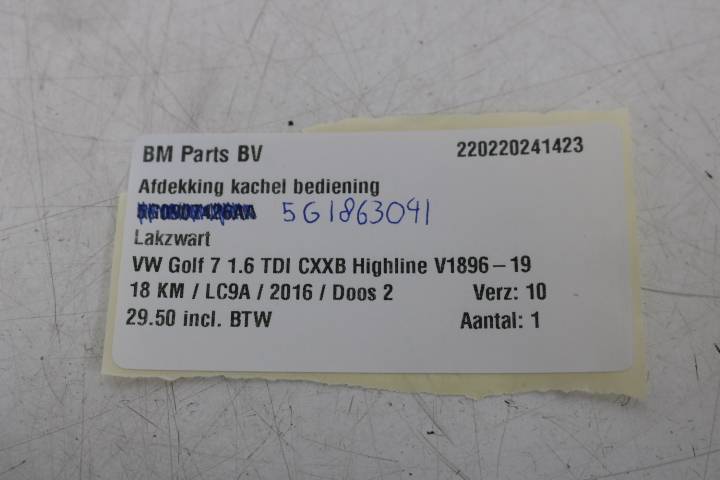 BM Parts BV 220220241423
Afdekking kachel bediening
5G1863041
Lakzwart
VW Golf 7 1.6 TDI CXXB Highline V1896-19
18 KM / LC9A / 2016 / Doos 2 Verz: 10
29.50 incl. BTW Aantal: 1